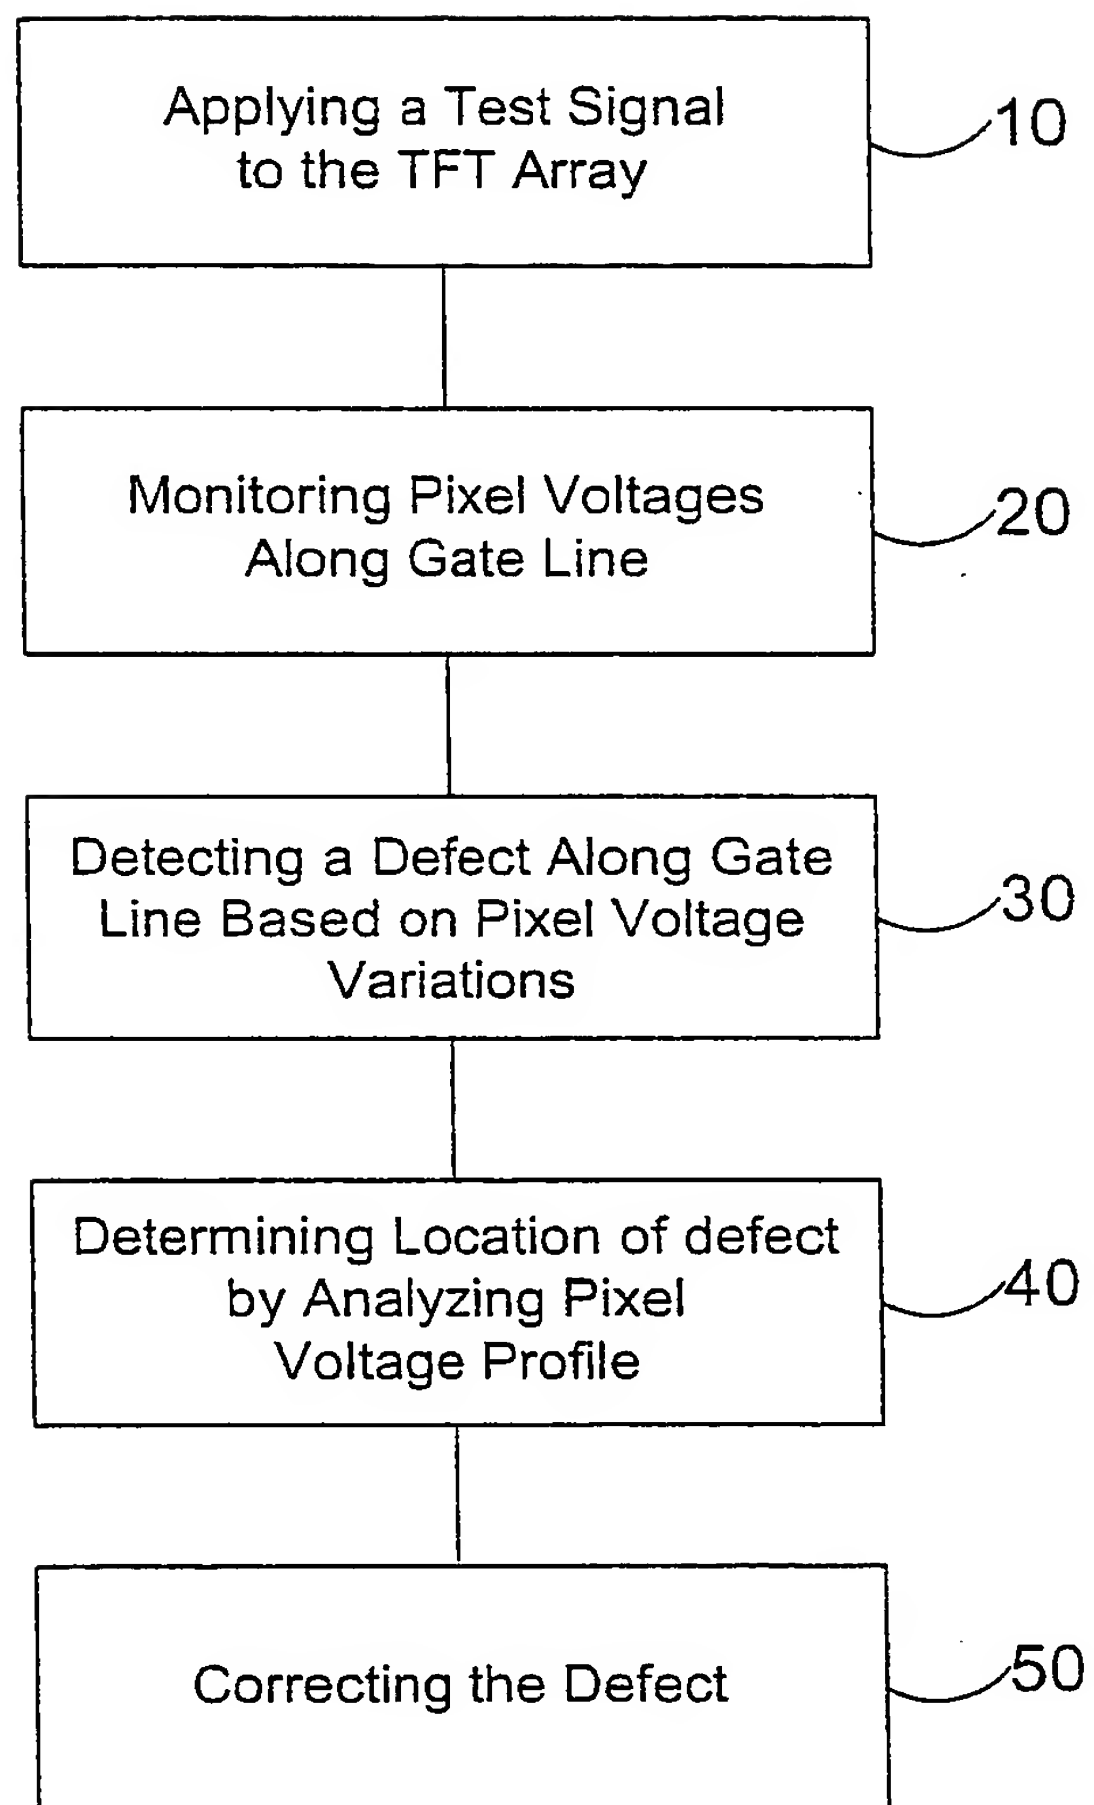 Applying a Test Signal
to the TFT Array
10
Monitoring Pixel Voltages
Along Gate Line
20
Detecting a Defect Along Gate
Line Based on Pixel Voltage
Variations
30
Determining Location of defect
by Analyzing Pixel
Voltage Profile
40
Correcting the Defect
50